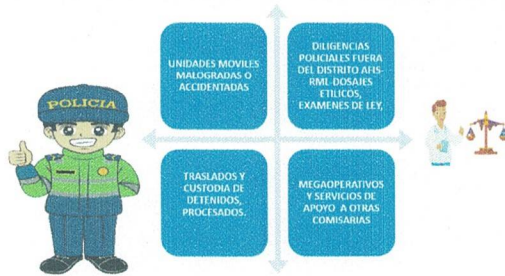 POLICIA
UNIDADES MOVILES
MALOGRADAS O
ACCIDENTADAS
DILIGENCIAS
POLICIALES FUERA
DEL DISTRITO AFIS-
RML-DOSAJES
ETILICOS,
EXAMENES DE LEY,
TRASLADOS Y
CUSTODIA DE
DETENIDOS,
PROCESADOS.
MEGAOPERATIVOS
Y SERVICIOS DE
APOYO A OTRAS
COMISARIAS